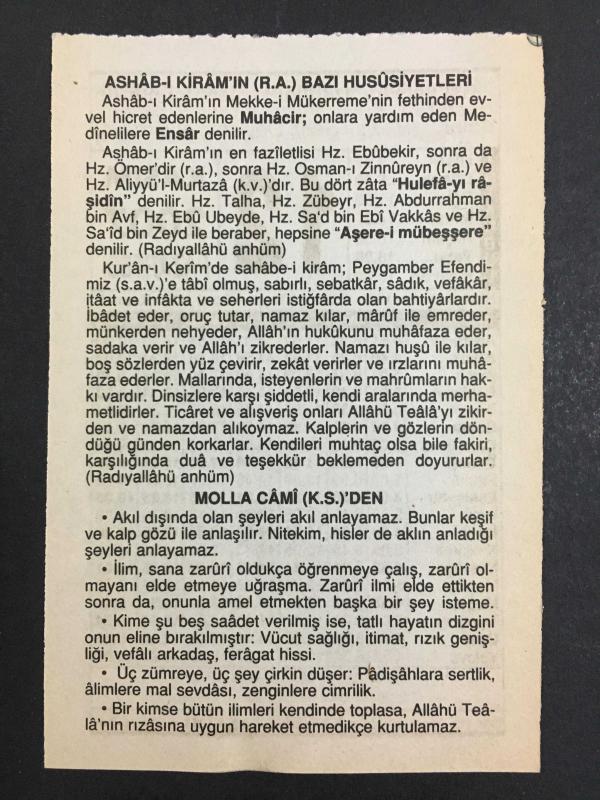 ASHÂB-I KİRÂM'IN (R.A.) BAZI HUSÛSİYETLERİ
Ashâb-ı Kirâm'ın Mekke-i Mükerreme'nin fethinden ev-
vel hicret edenlerine Muhâcir; onlara yardım eden Me-
dînelilere Ensâr denilir.
Ashâb-ı Kirâm'ın en fazîletlisi Hz. Ebûbekir, sonra da
Hz. Ömer'dir (r.a.), sonra Hz. Osman-ı Zinnûreyn (r.a.) ve
Hz. Aliyyü'l-Murtazâ (k.v.)'dır. Bu dört zâta "Hulefâ-yı râ-
şidîn" denilir. Hz. Talha, Hz. Zübeyr, Hz. Abdurrahman
bin Avf, Hz. Ebû Ubeyde, Hz. Sa'd bin Ebî Vakkâs ve Hz.
Sa'îd bin Zeyd ile beraber, hepsine "Aşere-i mübeşşere"
denilir. (Radıyallâhü anhüm)
Kur'ân-ı Kerîm'de sahâbe-i kirâm; Peygamber Efendi-
miz (s.a.v.)'e tâbî olmuş, sabırlı, sebatkâr, sâdık, vefâkâr,
itâat ve infâkta ve seherleri istiğfârda olan bahtiyârlardır.
İbâdet eder, oruç tutar, namaz kılar, mârûf ile emreder,
münkerden nehyeder, Allâh'ın hukûkunu muhâfaza eder,
sadaka verir ve Allâh'ı zikrederler. Namazı huşû ile kılar,
boş sözlerden yüz çevirir, zekât verirler ve ırzlarını muhâ-
faza ederler. Mallarında, isteyenlerin ve mahrûmların hak-
kı vardır. Dinsizlere karşı şiddetli, kendi aralarında merha-
metlidirler. Ticâret ve alışveriş onları Allâhü Teâlâ'yı zikir-
den ve namazdan alıkoymaz. Kalplerin ve gözlerin dön-
düğü günden korkarlar. Kendileri muhtaç olsa bile fakiri,
karşılığında duâ ve teşekkür beklemeden doyururlar.
(Radıyallâhü anhüm)
MOLLA CÂMÎ (K.S.)'DEN
• Akıl dışında olan şeyleri akıl anlayamaz. Bunlar keşif
ve kalp gözü ile anlaşılır. Nitekim, hisler de aklın anladığı
şeyleri anlayamaz.
• İlim, sana zarûrî oldukça öğrenmeye çalış, zarûrî ol-
mayanı elde etmeye uğraşma. Zarûrî ilmi elde ettikten
sonra da, onunla amel etmekten başka bir şey isteme.
• Kime şu beş saâdet verilmiş ise, tatlı hayatın dizgini
onun eline bırakılmıştır: Vücut sağlığı, itimat, rızık geniş-
liği, vefâlı arkadaş, ferâgat hissi.
• Üç zümreye, üç şey çirkin düşer: Pâdişâhlara sertlik,
âlimlere mal sevdâsı, zenginlere cimrilik.
• Bir kimse bütün ilimleri kendinde toplasa, Allâhü Teâ-
lâ'nın rızâsına uygun hareket etmedikçe kurtulamaz.